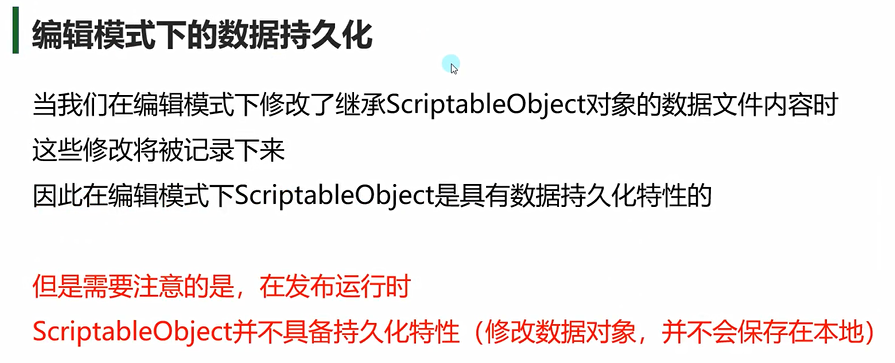 编辑模式下的数据持久化
当我们在编辑模式下修改了继承ScriptableObject对象的数据文件内容时
这些修改将被记录下来
因此在编辑模式下ScriptableObject是具有数据持久化特性的
但是需要注意的是，在发布运行时
ScriptableObject并不具备持久化特性（修改数据对象，并不会保存在本地）